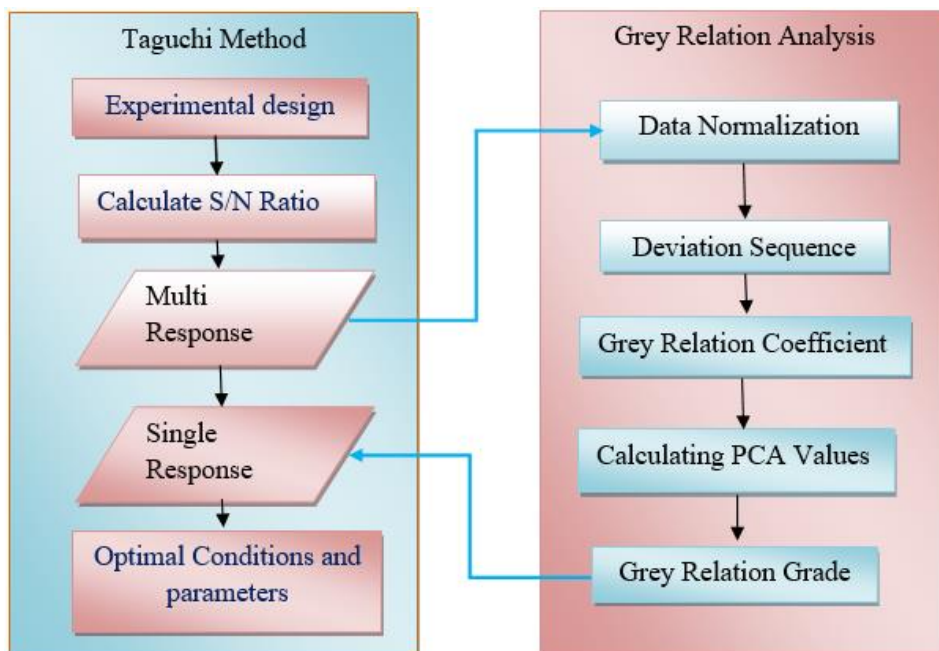 Taguchi Method
Experimental design
Calculate S/N Ratio
Multi
Response
Single
Response
Optimal Conditions and
parameters
Grey Relation Analysis
Data Normalization
Deviation Sequence
Grey Relation Coefficient
Calculating PCA Values
Grey Relation Grade